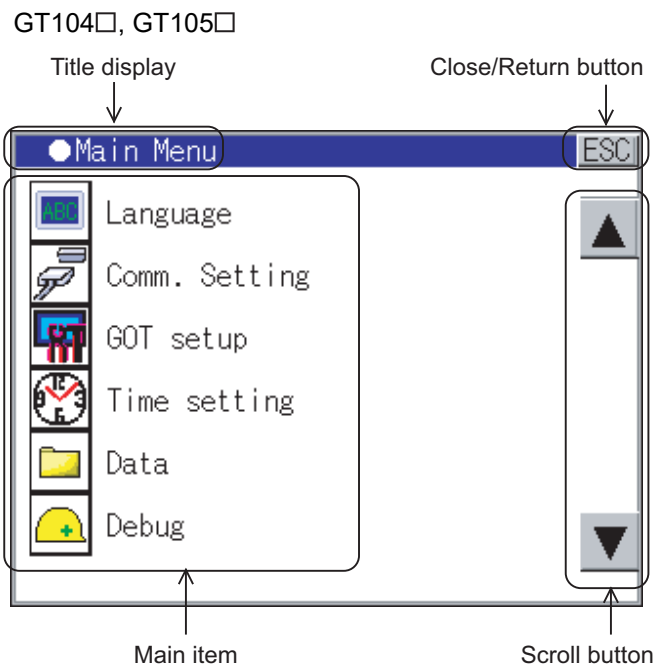 GT104□, GT105□
Title display
Close/Return button
●Main Menu
ESC
ABC
Language
▲
Comm. Setting
GOT setup
Time setting
Data
Debug
▼
Main item
Scroll button